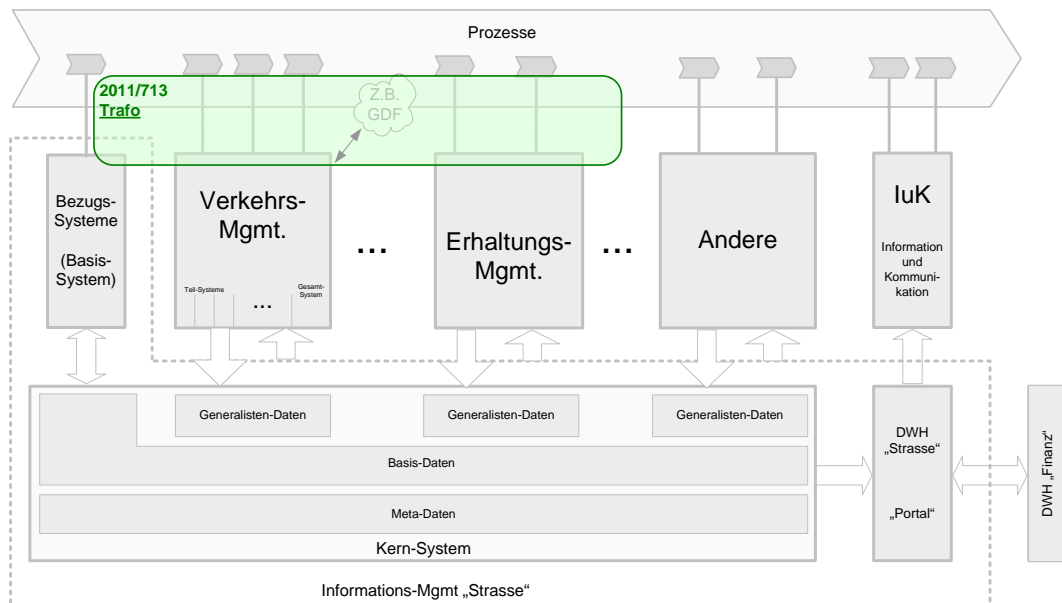 Prozesse
2011/713
Trafo
Z.B.
GDF
Bezugs-
Systeme
(Basis-
System)
Verkehrs-
Mgmt.
Teil-Systeme
...
Gesamt-
System
...
Erhaltungs-
Mgmt.
...
Andere
IuK
Information
und
Kommuni-
kation
Generalisten-Daten
Generalisten-Daten
Generalisten-Daten
Basis-Daten
Meta-Daten
Kern-System
DWH
„Strasse“
„Portal“
DWH „Finanz“
Informations-Mgmt „Strasse“